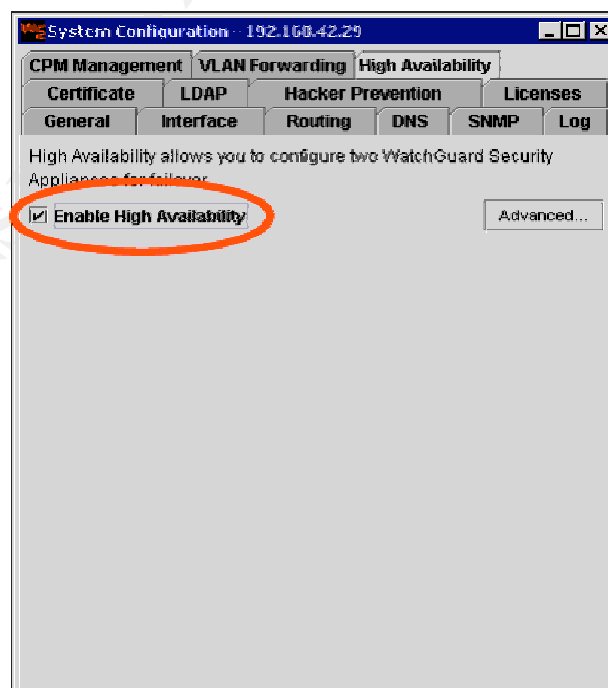 System Configuration - 192.168.42.29
CPM Management VLAN Forwarding High Availability
Certificate LDAP Hacker Prevention Licenses
General Interface Routing DNS SNMP Log
High Availability allows you to configure two WatchGuard Security
Appliances for failover.
Enable High Availability
Advanced...